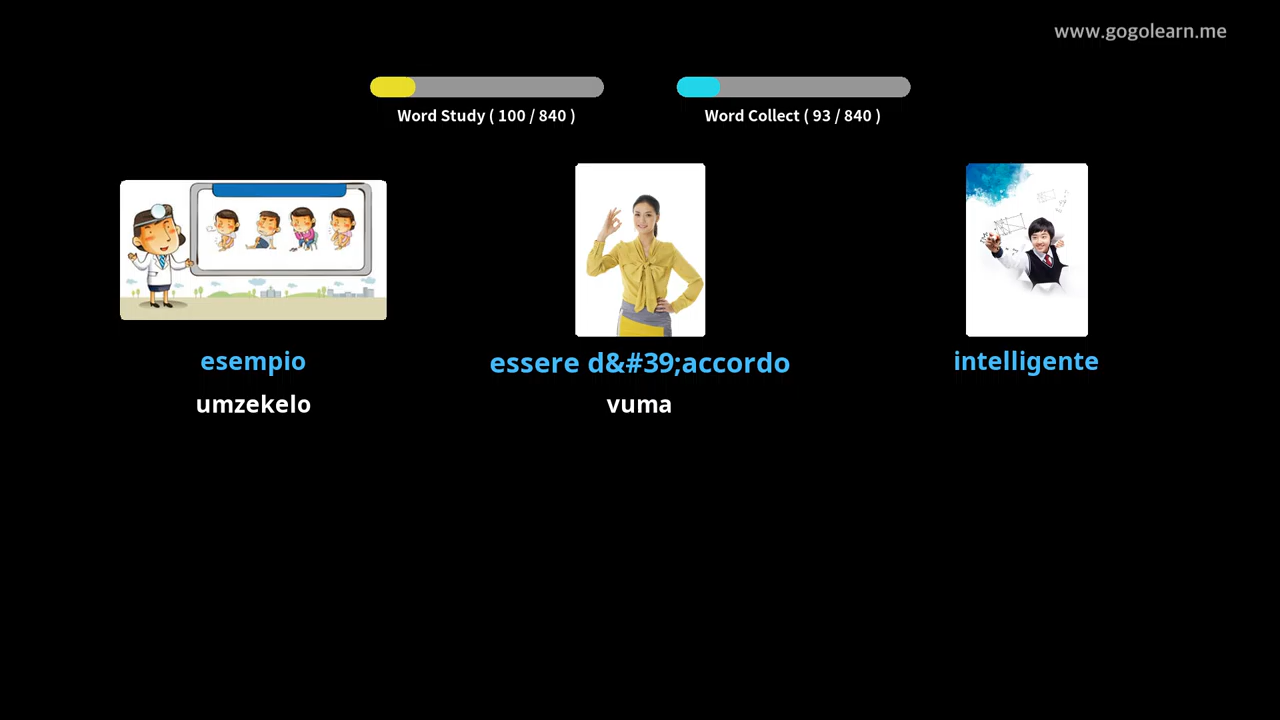 www.gogolearn.me
Word Study ( 100 / 840 )
Word Collect ( 93 / 840 )
esempio
essere d&#39;accordo
intelligente
umzekelo
vuma